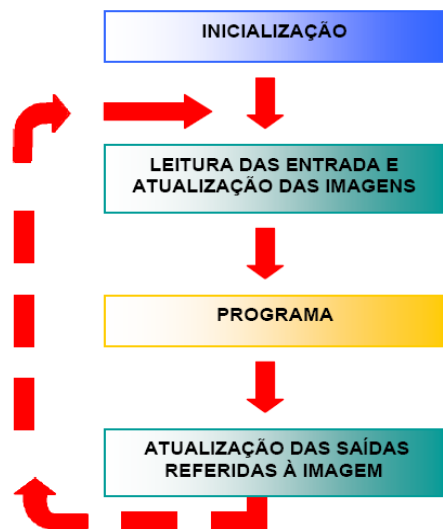 INICIALIZAÇÃO
LEITURA DAS ENTRADA E
ATUALIZAÇÃO DAS IMAGENS
PROGRAMA
ATUALIZAÇÃO DAS SAÍDAS
REFERIDAS À IMAGEM